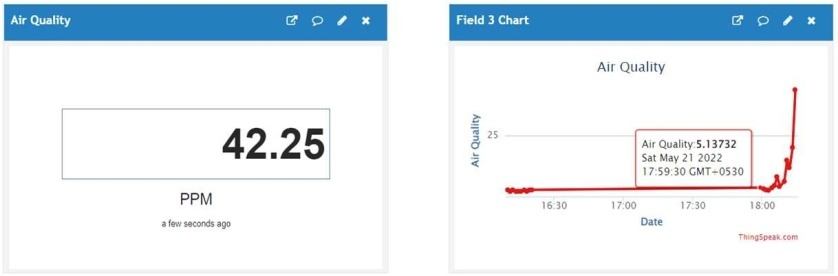 Air Quality
42.25
PPM
a few seconds ago
Field 3 Chart
Air Quality
Air Quality
25
Air Quality:5.13732
Sat May 21 2022
17:59:30 GMT+0530
16:30 17:00 17:30 18:00
Date
ThingSpeak.com